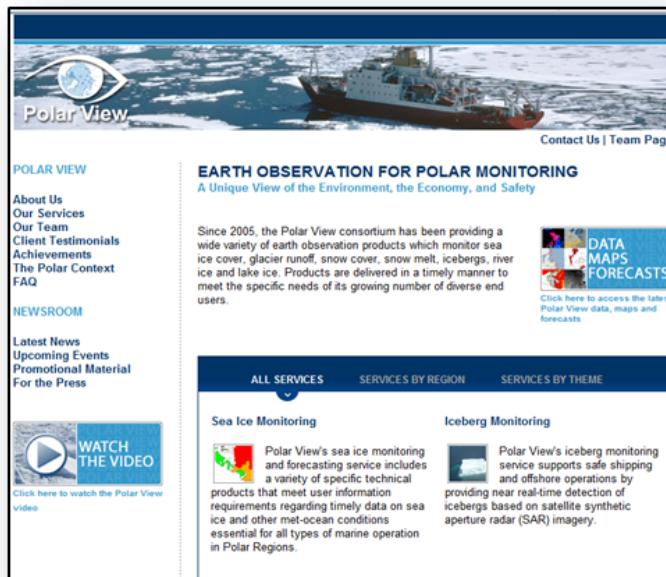 Polar View
Contact Us | Team Pag
POLAR VIEW
About Us
Our Services
Our Team
Client Testimonials
Achievements
The Polar Context
FAQ
NEWSROOM
Latest News
Upcoming Events
Promotional Material
For the Press
WATCH
THE VIDEO
Click here to watch the Polar View
video
EARTH OBSERVATION FOR POLAR MONITORING
A Unique View of the Environment, the Economy, and Safety
Since 2005, the Polar View consortium has been providing a
wide variety of earth observation products which monitor sea
ice cover, glacier runoff, snow cover, snow melt, icebergs, river
ice and lake ice. Products are delivered in a timely manner to
meet the specific needs of its growing number of diverse end
users.
DATA
MAPS
FORECASTS
Click here to access the lates
Polar View data, maps and
forecasts
ALL SERVICES SERVICES BY REGION SERVICES BY THEME
Sea Ice Monitoring
Polar View's sea ice monitoring
and forecasting service includes
a variety of specific technical
products that meet user information
requirements regarding timely data on sea
ice and other met-ocean conditions
essential for all types of marine operation
in Polar Regions.
Iceberg Monitoring
Polar View's iceberg monitoring
service supports safe shipping
and offshore operations by
providing near real-time detection of
icebergs based on satellite synthetic
aperture radar (SAR) imagery.